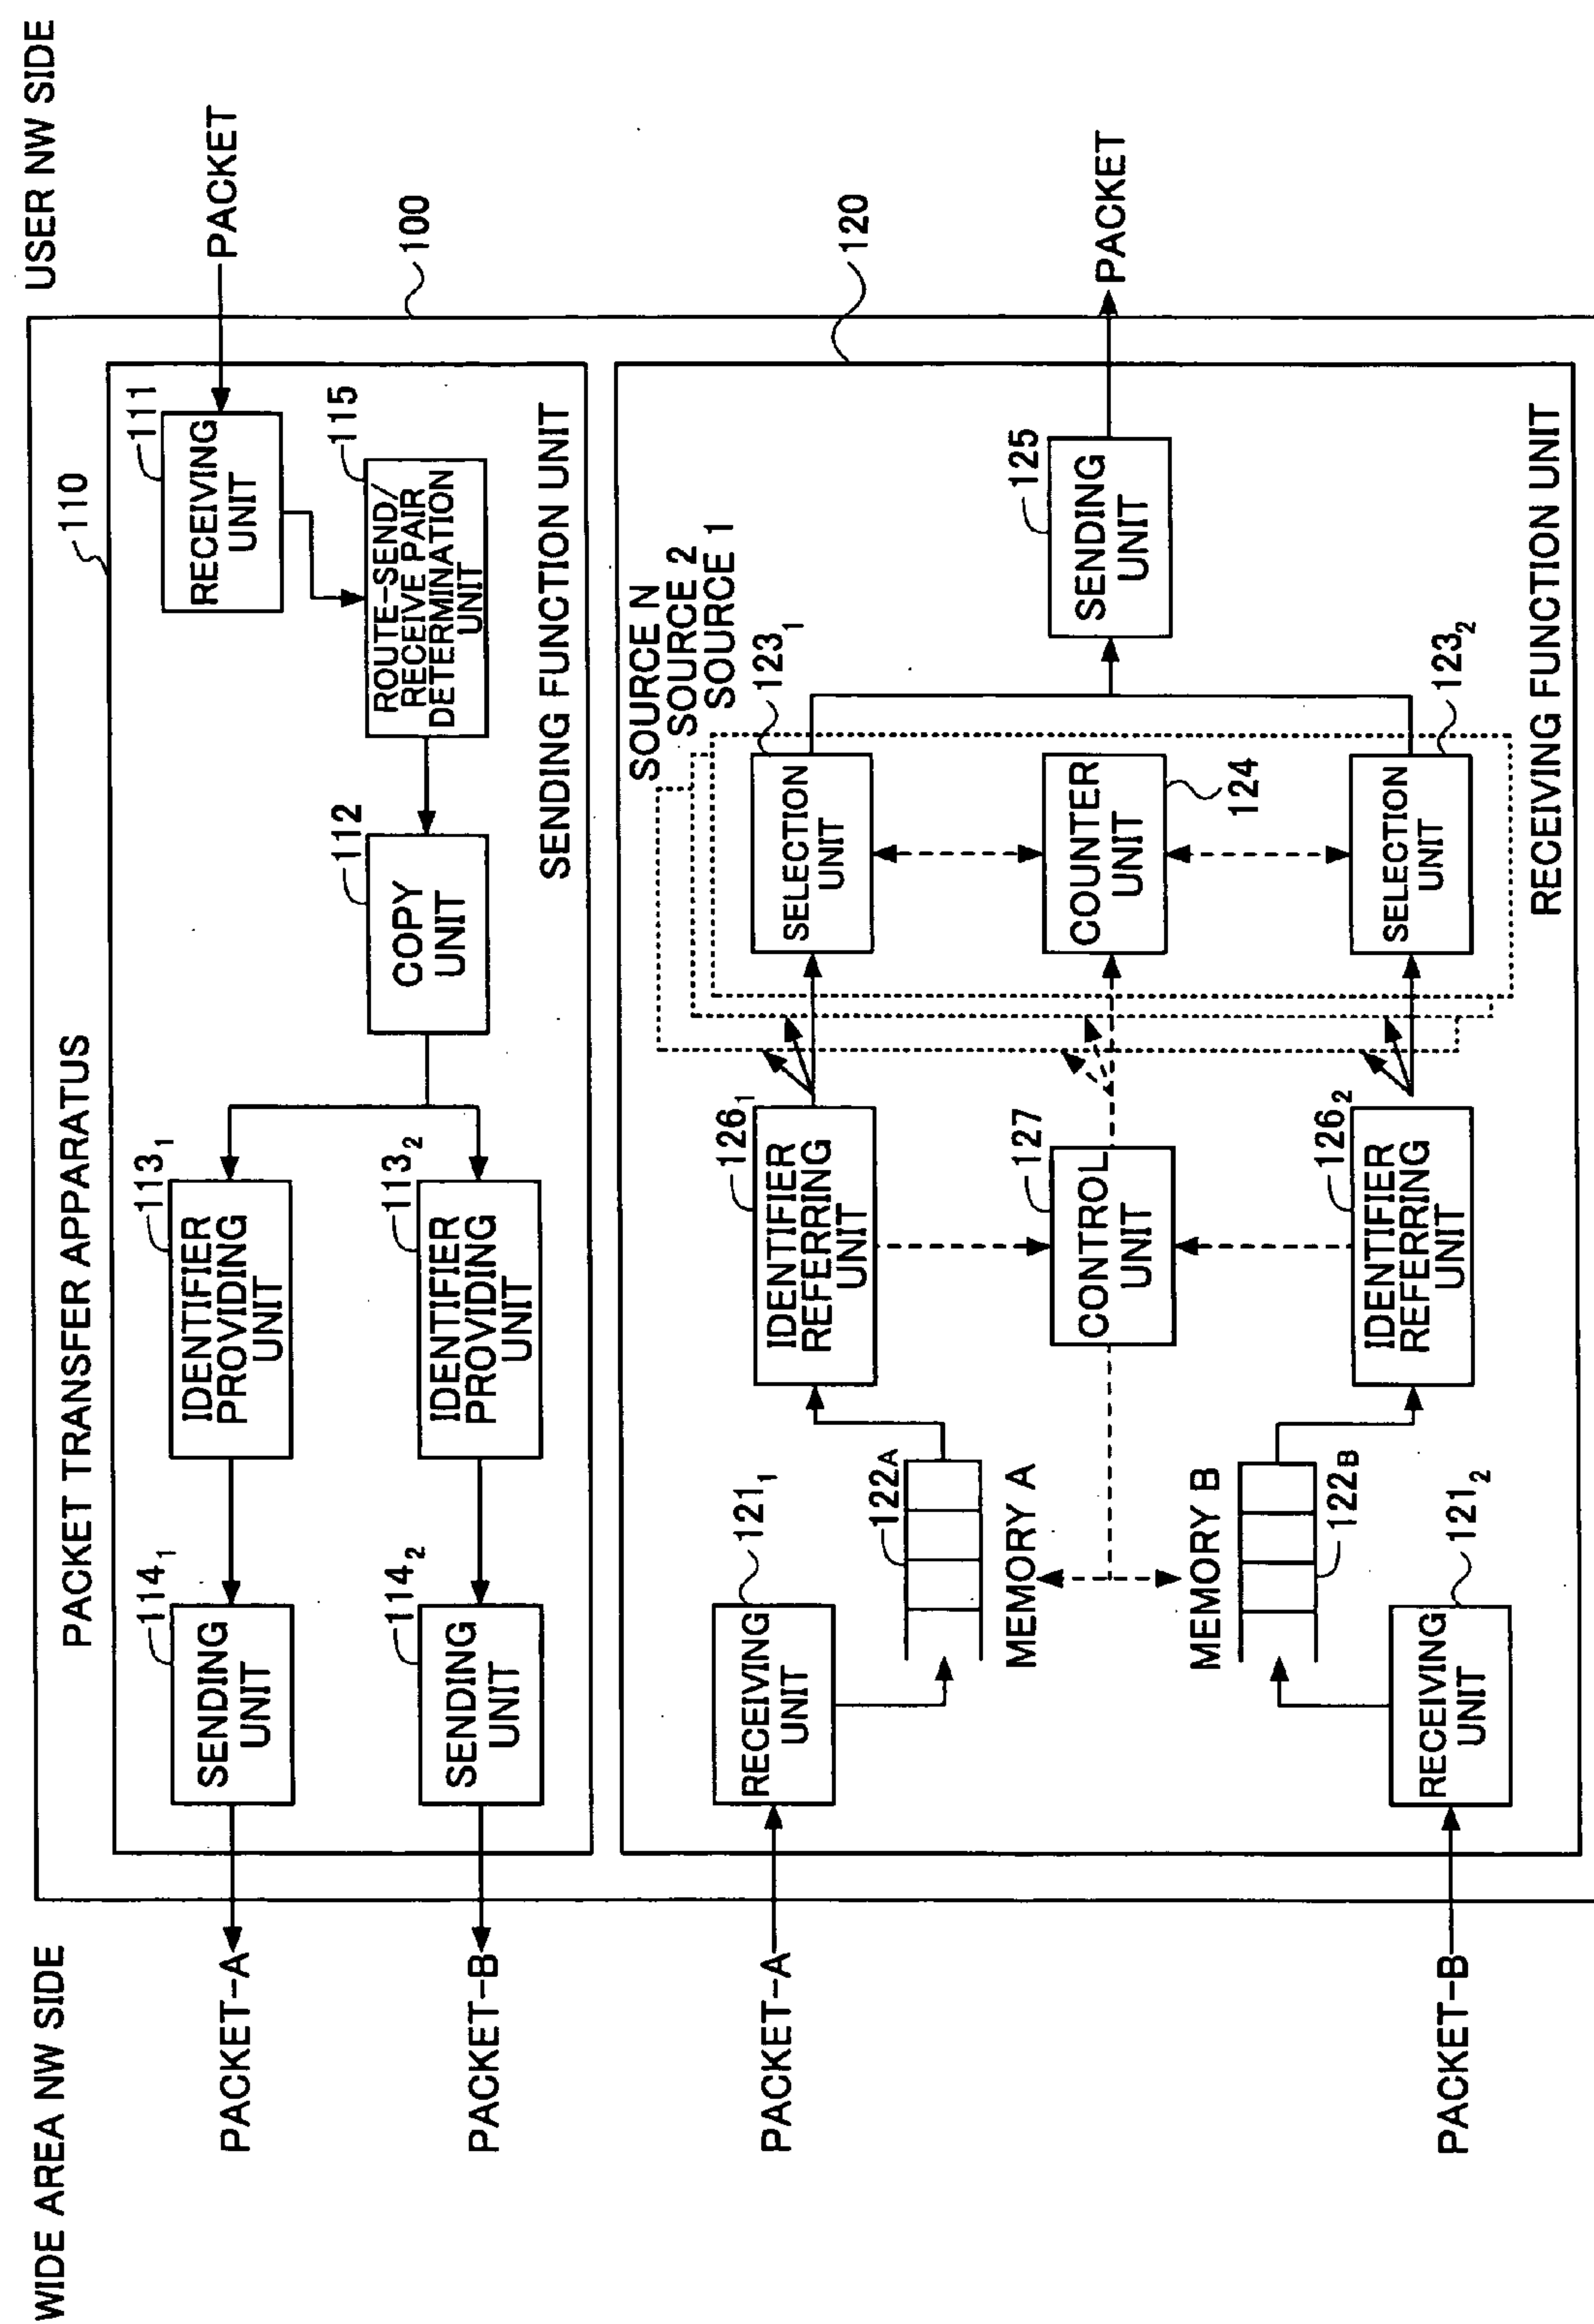 WIDE AREA NW SIDE
USER NW SIDE
PACKET TRANSFER APPARATUS
100
110
PACKET
111
RECEIVING
UNIT
115
ROUTE-SEND/
RECEIVE PAIR
DETERMINATION
UNIT
112
COPY
UNIT
113₁
IDENTIFIER
PROVIDING
UNIT
113₂
IDENTIFIER
PROVIDING
UNIT
114₁
SENDING
UNIT
114₂
SENDING
UNIT
PACKET-A
PACKET-B
SENDING FUNCTION UNIT
120
PACKET-A
121₁
RECEIVING
UNIT
122A
MEMORY A
MEMORY B
122B
121₂
RECEIVING
UNIT
PACKET-B
126₁
IDENTIFIER
REFERRING
UNIT
127
CONTROL
UNIT
126₂
IDENTIFIER
REFERRING
UNIT
SOURCE N
SOURCE 2
SOURCE 1
123₁
SELECTION
UNIT
COUNTER
UNIT
124
123₂
SELECTION
UNIT
125
SENDING
UNIT
PACKET
RECEIVING FUNCTION UNIT